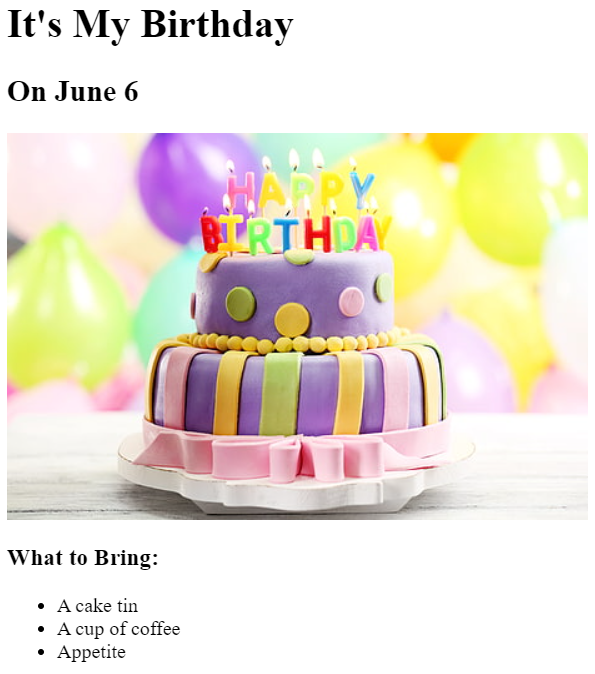 It's My Birthday
On June 6
HAPPY
BIRTHDAY
What to Bring:
A cake tin
A cup of coffee
Appetite